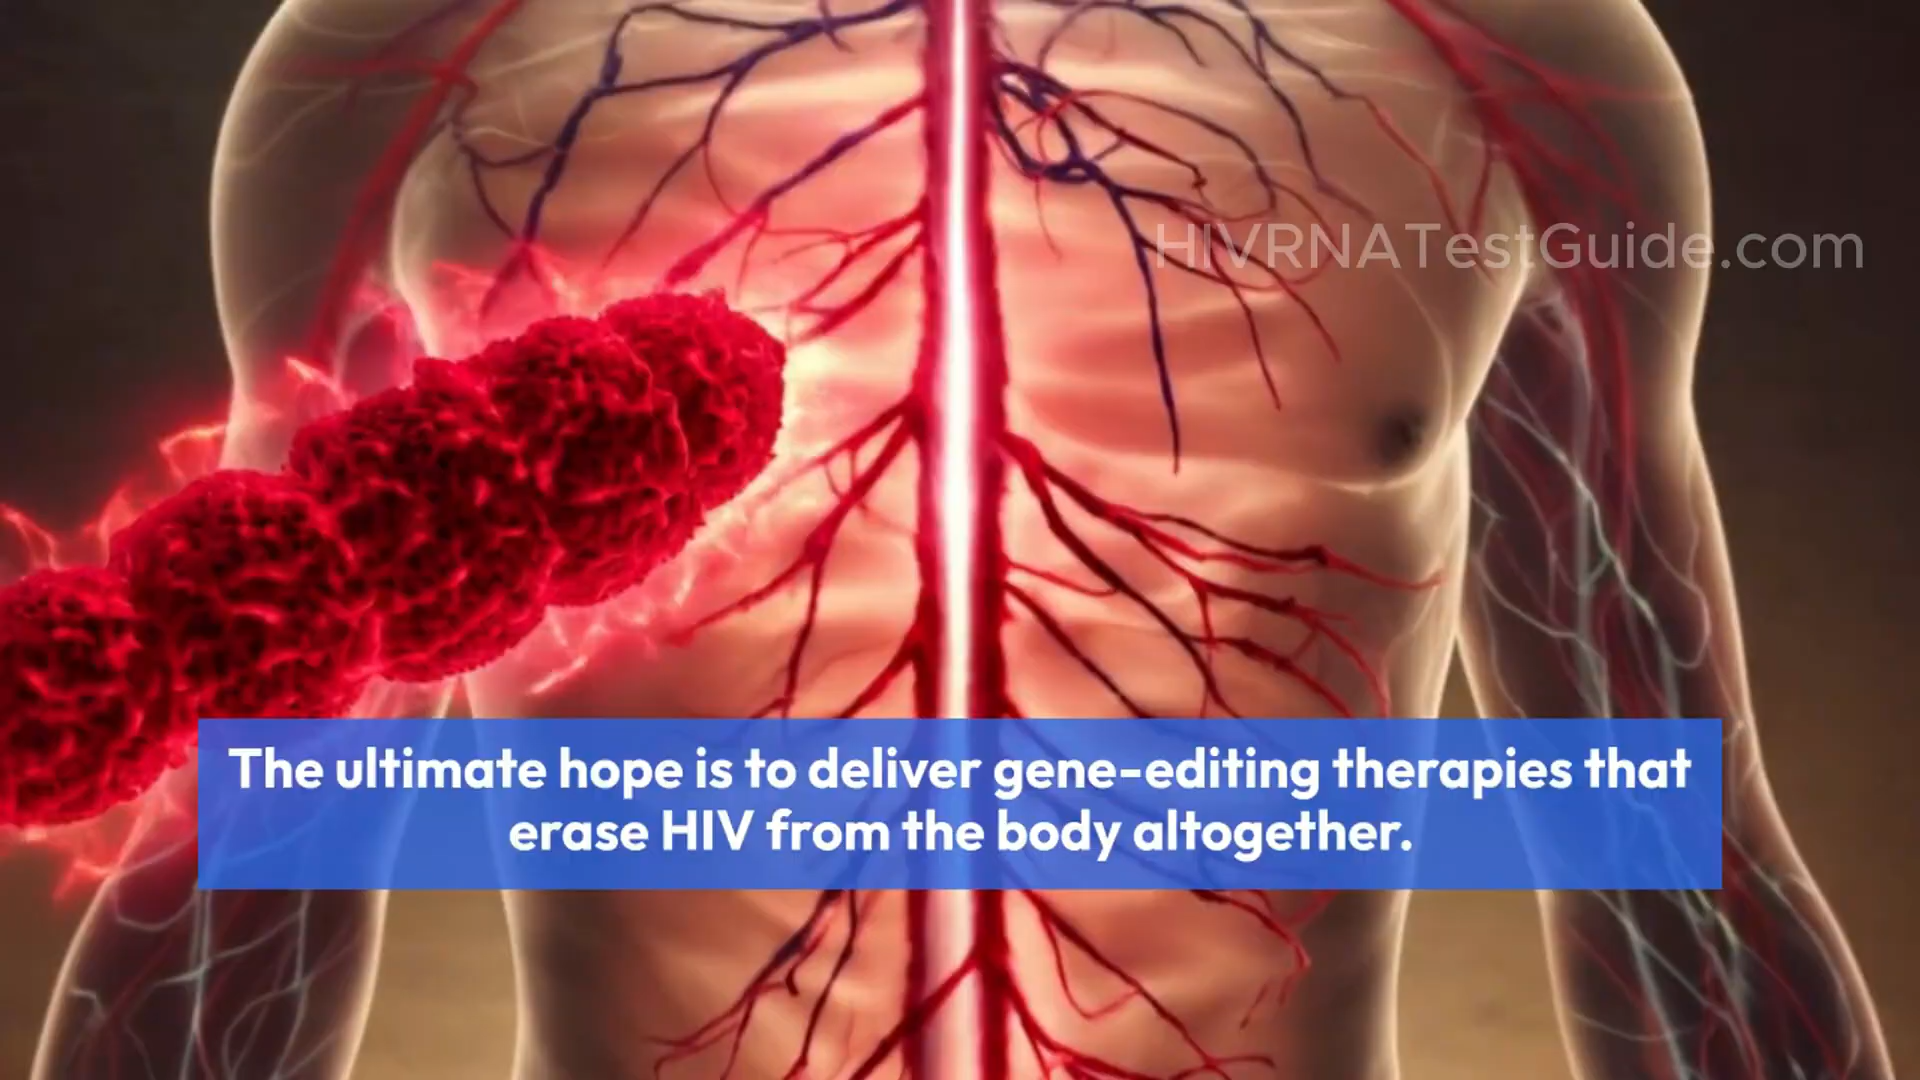 HIVRNATestGuide.com
The ultimate hope is to deliver gene-editing therapies that
erase HIV from the body altogether.